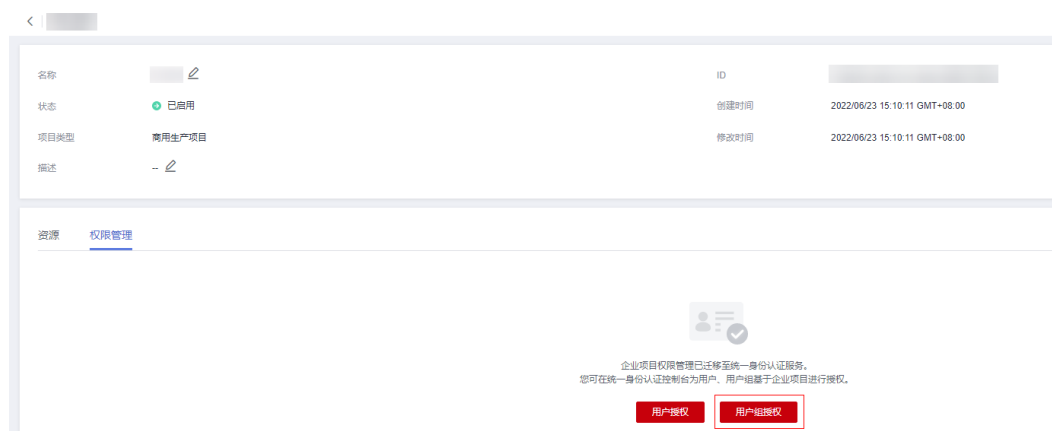 名称
ID
状态 已启用
创建时间 2022/06/23 15:10:11 GMT+08:00
项目类型 商用生产项目
修改时间 2022/06/23 15:10:11 GMT+08:00
描述 --
资源 权限管理
企业项目权限管理已迁移至统一身份认证服务。
您可在统一身份认证控制台为用户、用户组基于企业项目进行授权。
用户授权 用户组授权